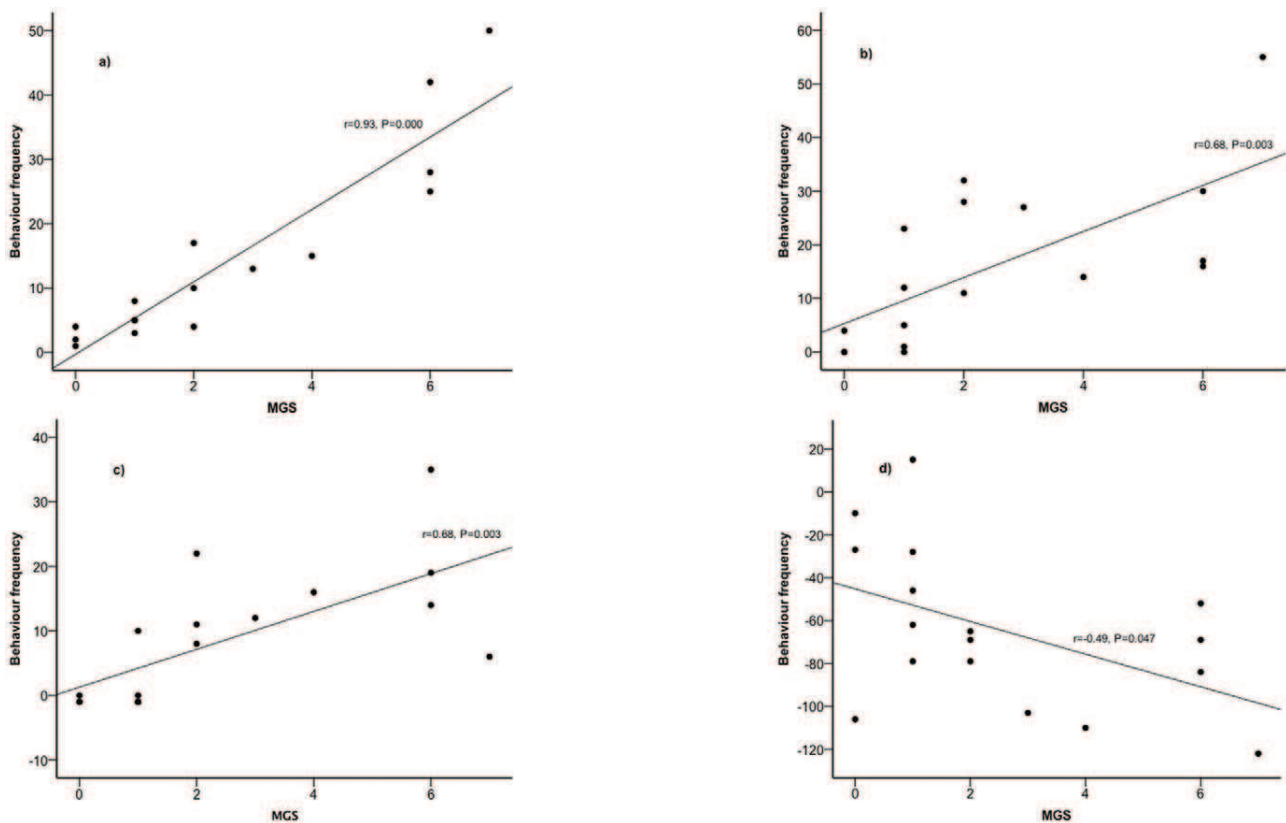 a)
50
40
30
20
10
0
Behaviour frequency
r=0.93, P=0.000
0 2 4 6
MGS
b)
60
50
40
30
20
10
0
Behaviour frequency
r=0.68, P=0.003
0 2 4 6
MGS
c)
40
30
20
10
0
-10
Behaviour frequency
r=0.68, P=0.003
0 2 4 6
MGS
d)
20
0
-20
-40
-60
-80
-100
-120
Behaviour frequency
r=-0.49, P=0.047
0 2 4 6
MGS